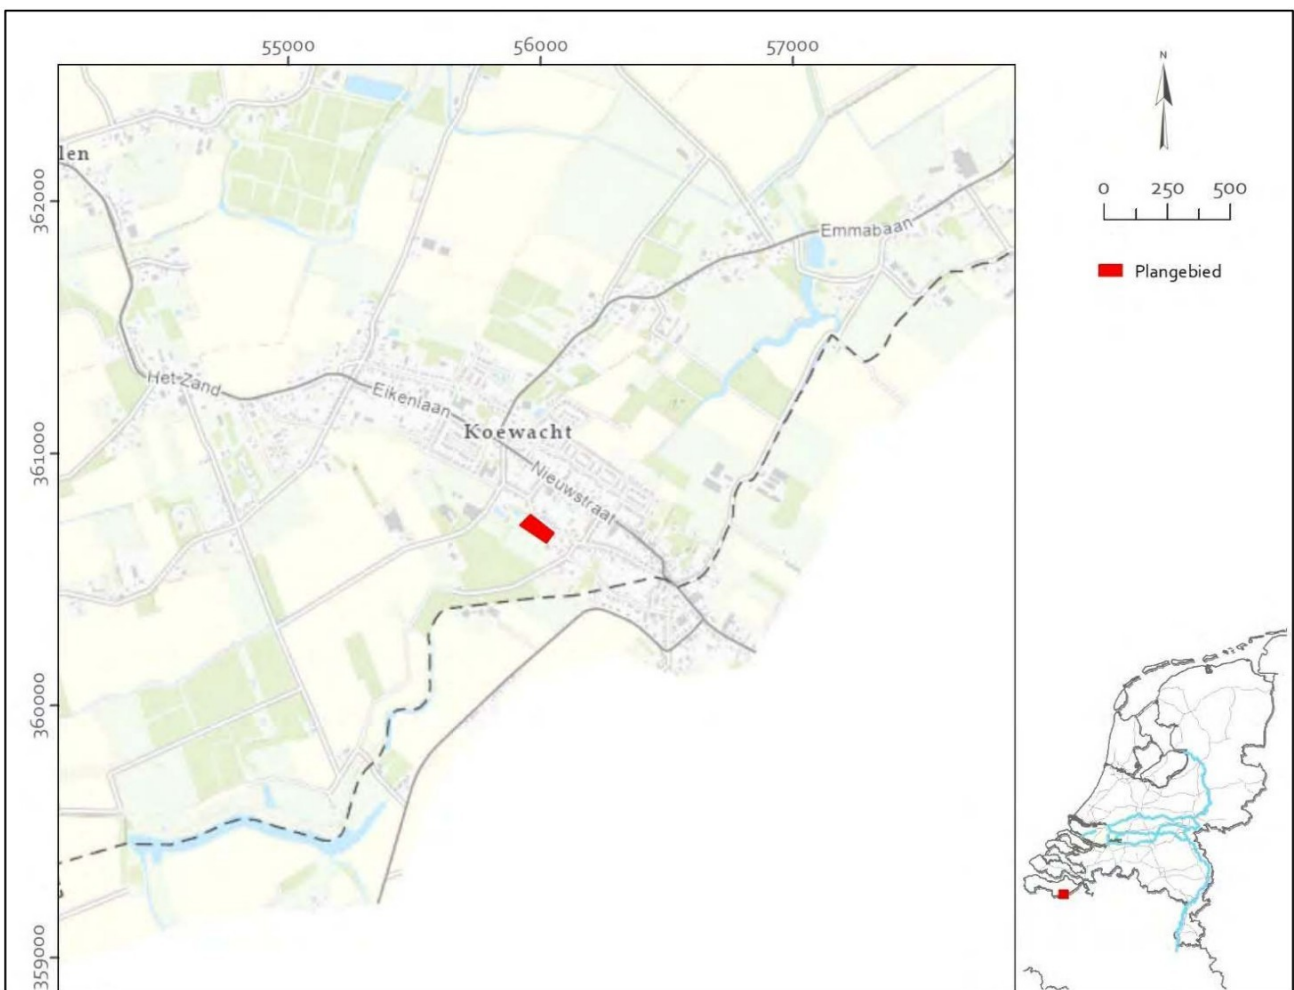 55000
56000
57000
N
len
362000
0 250 500
Emmabaan
Plangebied
Het Zand
Eikenlaan
Koewacht
361000
Nieuwstraat
360000
359000